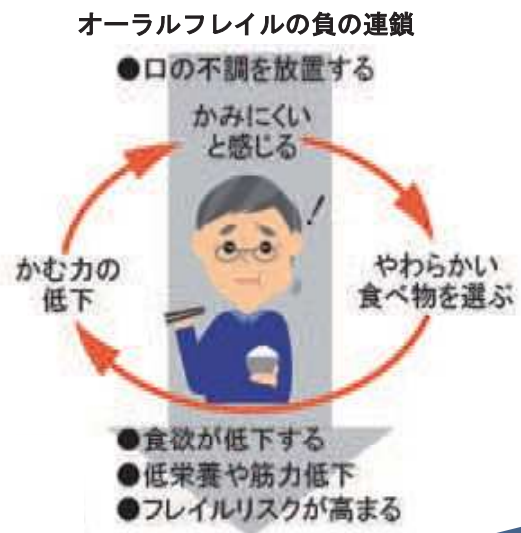 オーラルフレイルの負の連鎖
●口の不調を放置する
かみにくい
と感じる
やわらかい
食べ物を選ぶ
かむ力の
低下
●食欲が低下する
●低栄養や筋力低下
●フレイルリスクが高まる